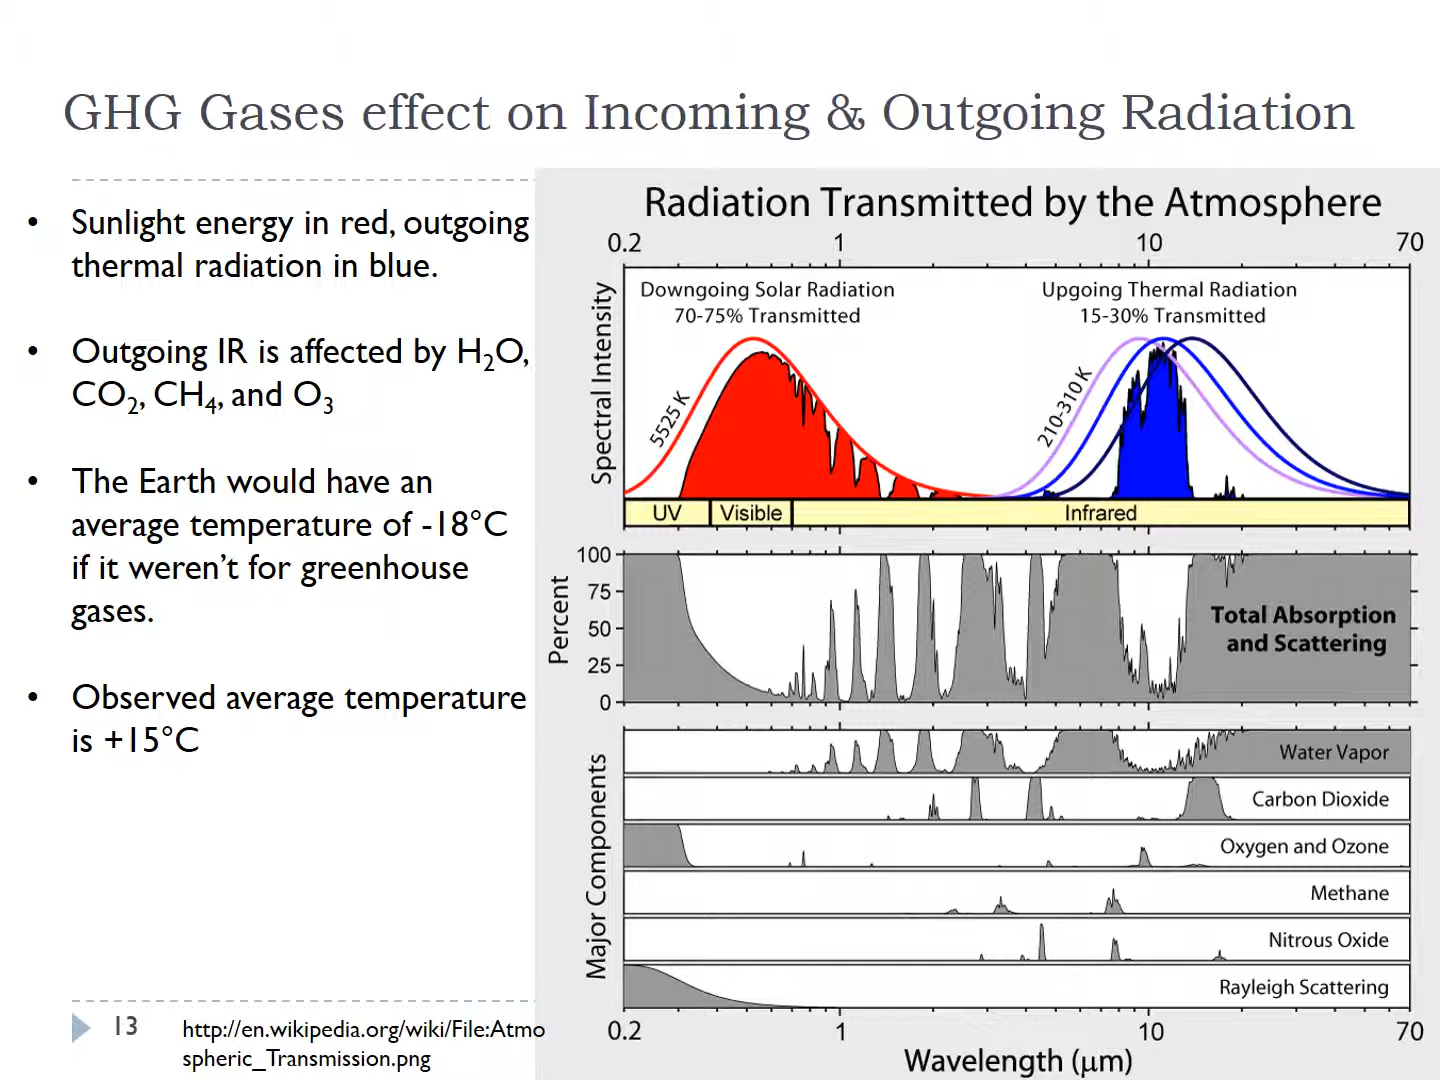 GHG Gases effect on Incoming & Outgoing Radiation
• Sunlight energy in red, outgoing
thermal radiation in blue.
• Outgoing IR is affected by H₂O,
CO₂, CH₄, and O₃
• The Earth would have an
average temperature of -18°C
if it weren't for greenhouse
gases.
• Observed average temperature
is +15°C
13
http://en.wikipedia.org/wiki/File:Atmo
spheric_Transmission.png
Radiation Transmitted by the Atmosphere
0.2 1 10 70
Spectral Intensity
Downgoing Solar Radiation
70-75% Transmitted
Upgoing Thermal Radiation
15-30% Transmitted
5525 K
210-310 K
UV Visible Infrared
Percent
100
75
50
25
0
Total Absorption
and Scattering
Major Components
Water Vapor
Carbon Dioxide
Oxygen and Ozone
Methane
Nitrous Oxide
Rayleigh Scattering
0.2 1 10 70
Wavelength (μm)